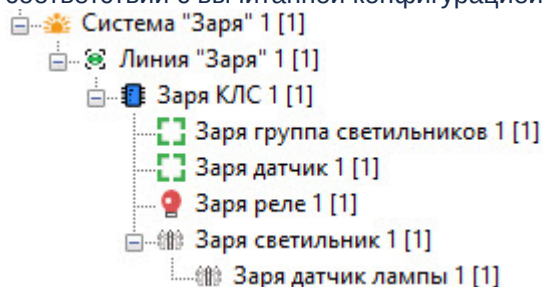 соответствии с вычитанной конфигурацией
Система "Заря" 1 [1]
Линия "Заря" 1 [1]
Заря КЛС 1 [1]
Заря группа светильников 1 [1]
Заря датчик 1 [1]
Заря реле 1 [1]
Заря светильник 1 [1]
Заря датчик лампы 1 [1]